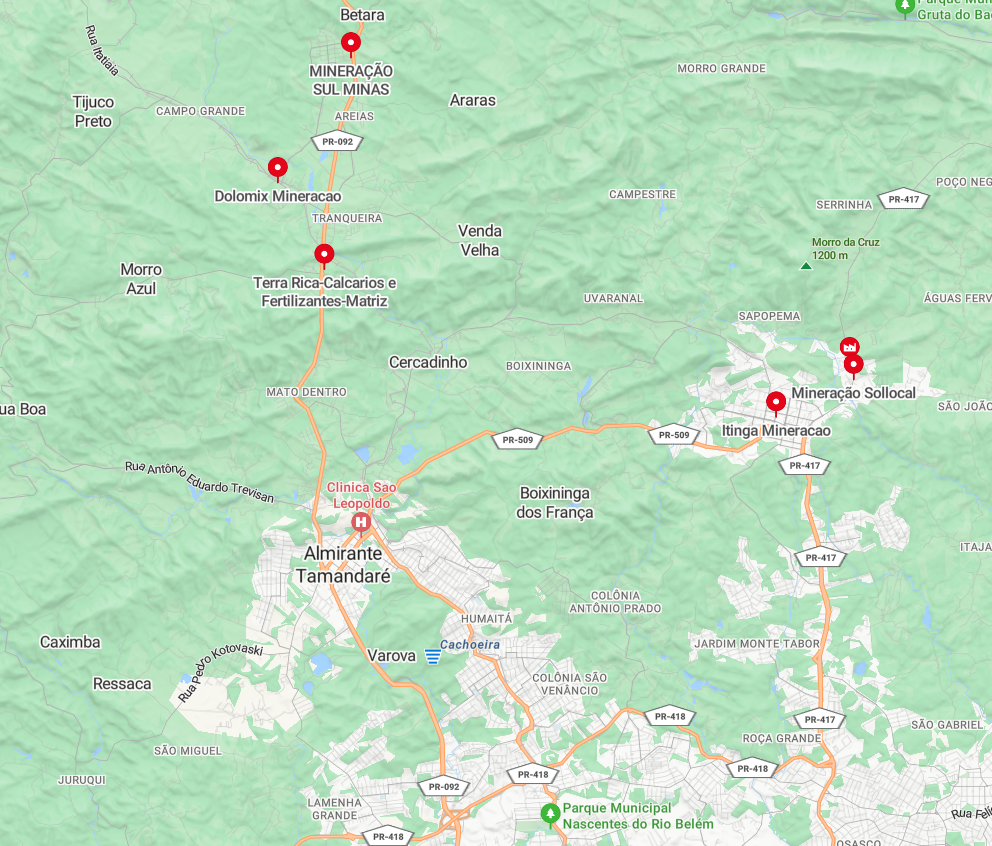 Betara
Parque Mun
Gruta do Ba
Rua Itatiaia
MINERAÇÃO
SUL MINAS
MORRO GRANDE
Tijuco
Preto
CAMPO GRANDE
Araras
AREIAS
PR-092
Dolomix Mineracao
CAMPESTRE
POÇO NEG
PR-417
SERRINHA
TRANQUEIRA
Venda
Velha
Morro da Cruz
1200 m
Morro
Azul
Terra Rica-Calcarios e
Fertilizantes-Matriz
UVARANAL
ÁGUAS FERV
SAPOPEMA
Cercadinho
BOIXININGA
MATO DENTRO
Mineração Sollocal
ua Boa
SÃO JOÃO
Itinga Mineracao
PR-509
PR-509
PR-417
Rua Antônio Eduardo Trevisan
Clinica Sao
Leopoldo
Boixininga
dos França
Almirante
Tamandaré
ITAJA
PR-417
COLÔNIA
ANTÔNIO PRADO
HUMAITÁ
Caximba
Cachoeira
JARDIM MONTE TABOR
Rua Pedro Kotovaski
Varova
Ressaca
COLÔNIA SÃO
VENÂNCIO
PR-418
PR-417
SÃO GABRIEL
ROÇA GRANDE
SÃO MIGUEL
JURUQUI
PR-418
PR-418
PR-092
LAMENHA
GRANDE
Parque Municipal
Nascentes do Rio Belém
Rua Feli
PR-418
OSASCO